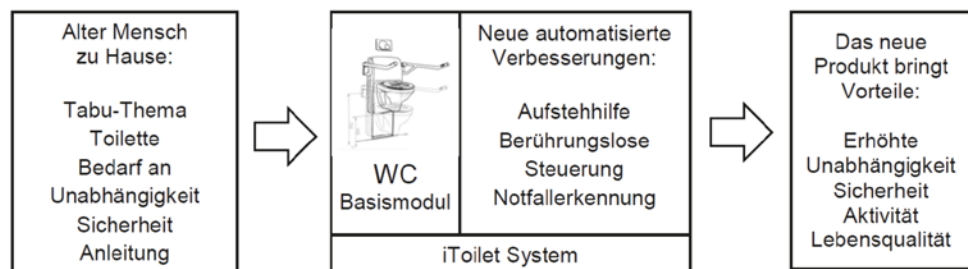 Alter Mensch
zu Hause:
Tabu-Thema
Toilette
Bedarf an
Unabhängigkeit
Sicherheit
Anleitung
WC
Basismodul
Neue automatisierte
Verbesserungen:
Aufstehhilfe
Berührungslose
Steuerung
Notfallerkennung
iToilet System
Das neue
Produkt bringt
Vorteile:
Erhöhte
Unabhängigkeit
Sicherheit
Aktivität
Lebensqualität